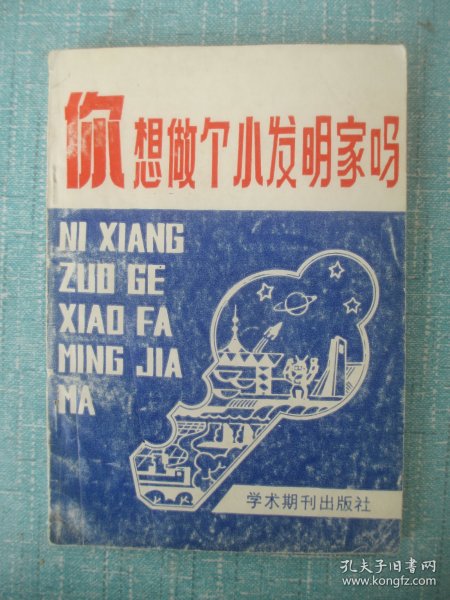 你想做个小发明家吗
NI XIANG
ZUO GE
XIAO FA
MING JIA
MA
学术期刊出版社
孔夫子旧书网
www.kongfz.com